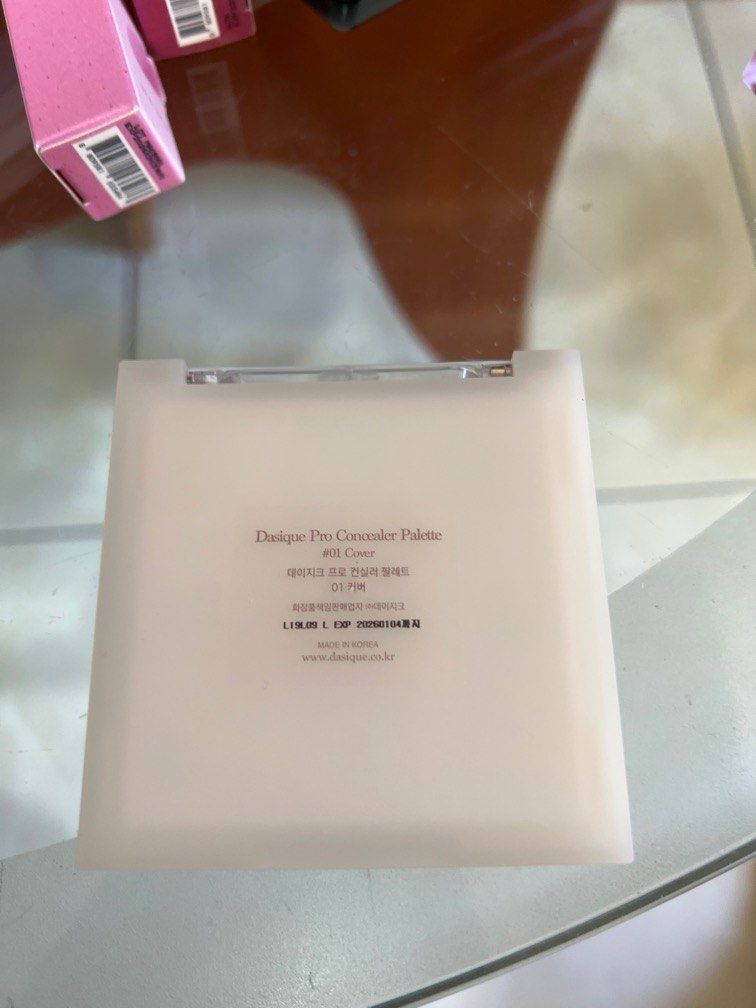 Dasique Pro Concealer Palette
#01 Cover
데이지크 프로 컨실러 팔레트
01 커버
화장품책임판매업자 ㈜데이지크
L19L09 L EXP 20260104까지
MADE IN KOREA
www.dasique.co.kr